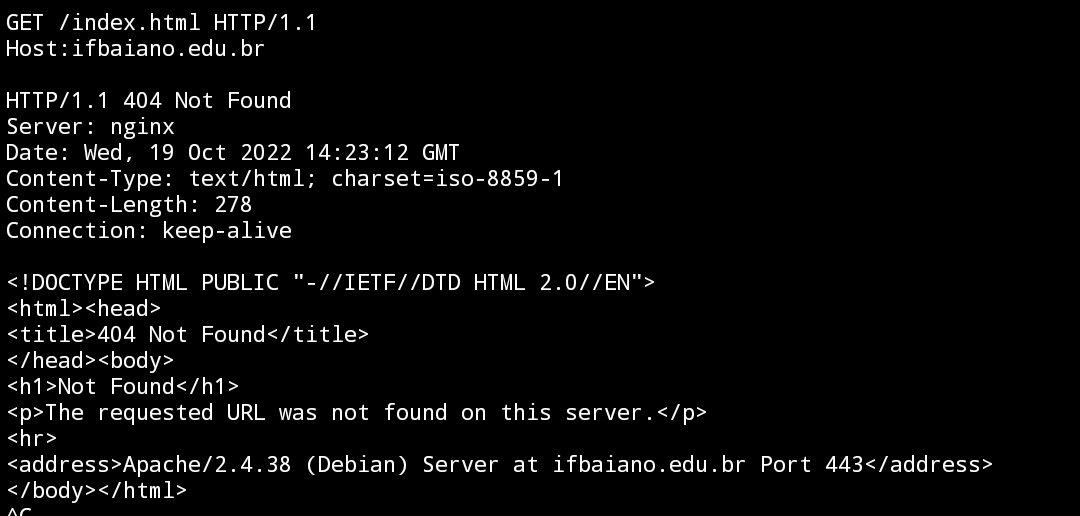 GET /index.html HTTP/1.1
Host:ifbaiano.edu.br
HTTP/1.1 404 Not Found
Server: nginx
Date: Wed, 19 Oct 2022 14:23:12 GMT
Content-Type: text/html; charset=iso-8859-1
Content-Length: 278
Connection: keep-alive
<!DOCTYPE HTML PUBLIC "-//IETF//DTD HTML 2.0//EN">
<html><head>
<title>404 Not Found</title>
</head><body>
<h1>Not Found</h1>
<p>The requested URL was not found on this server.</p>
<hr>
<address>Apache/2.4.38 (Debian) Server at ifbaiano.edu.br Port 443</address>
</body></html>
^C